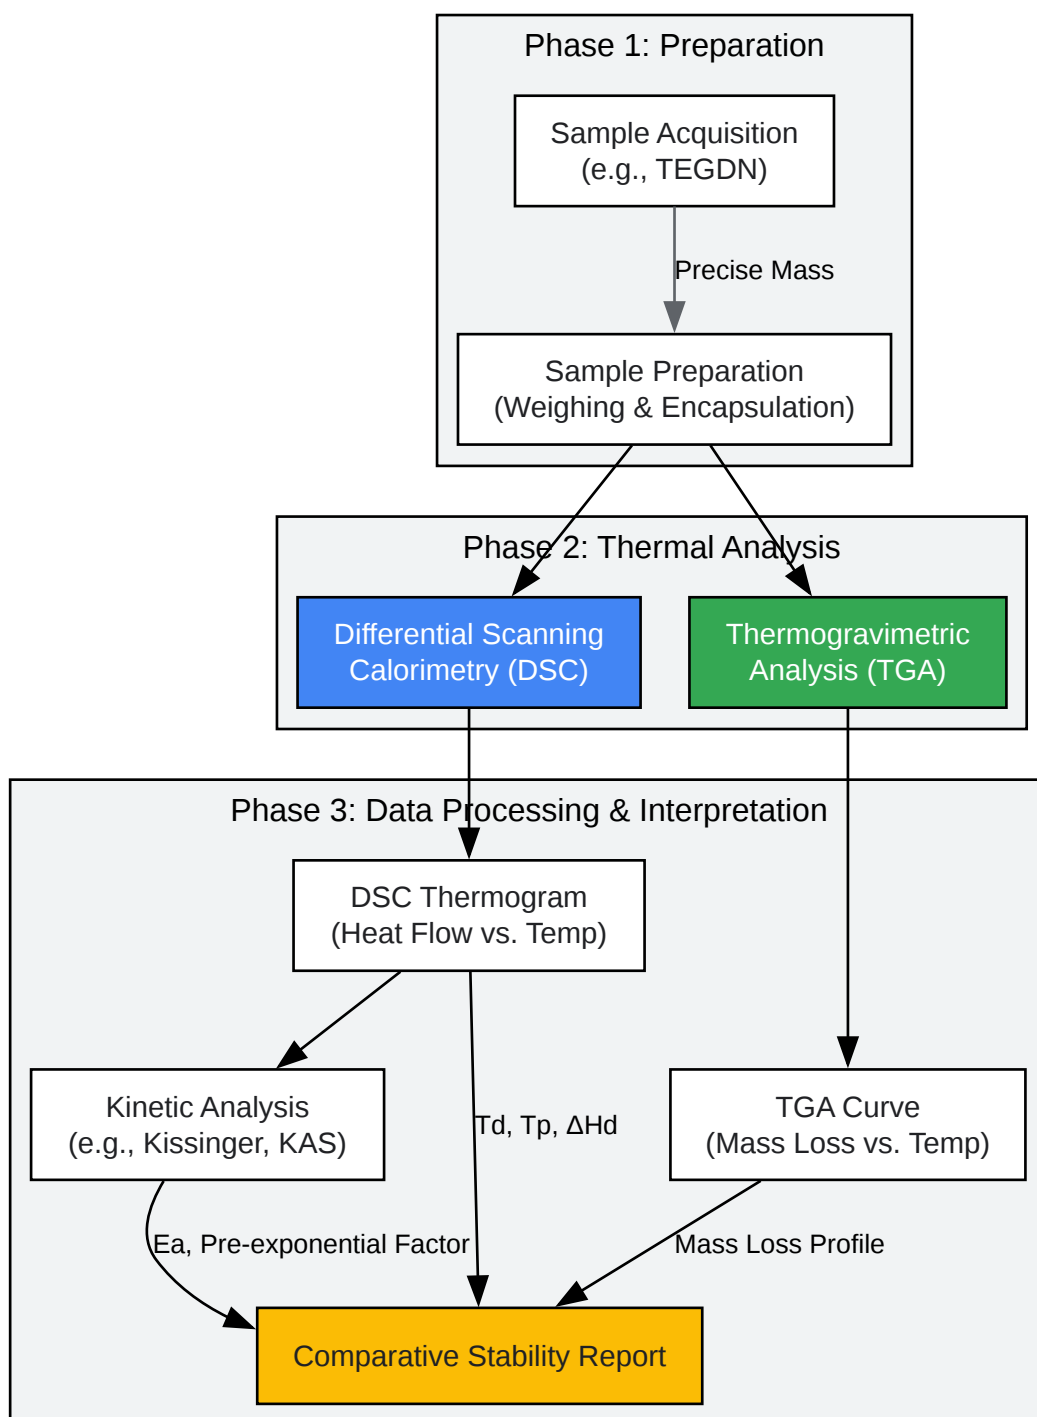 Phase 1: Preparation
Sample Acquisition
(e.g., TEGDN)
Precise Mass
Sample Preparation
(Weighing & Encapsulation)
Phase 2: Thermal Analysis
Differential Scanning
Calorimetry (DSC)
Thermogravimetric
Analysis (TGA)
Phase 3: Data Processing & Interpretation
DSC Thermogram
(Heat Flow vs. Temp)
Kinetic Analysis
(e.g., Kissinger, KAS)
Td, Tp, ΔHd
TGA Curve
(Mass Loss vs. Temp)
Ea, Pre-exponential Factor
Mass Loss Profile
Comparative Stability Report